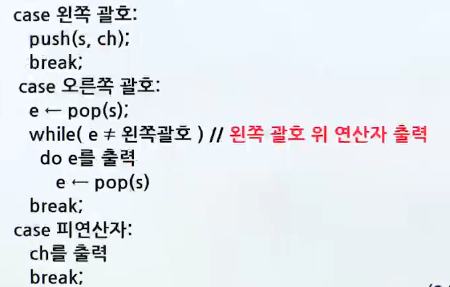 case 왼쪽 괄호:
push(s, ch);
break;
case 오른쪽 괄호:
e ← pop(s);
while( e ≠ 왼쪽괄호 ) // 왼쪽 괄호 위 연산자 출력
do e를 출력
e ← pop(s)
break;
case 피연산자:
ch를 출력
break;